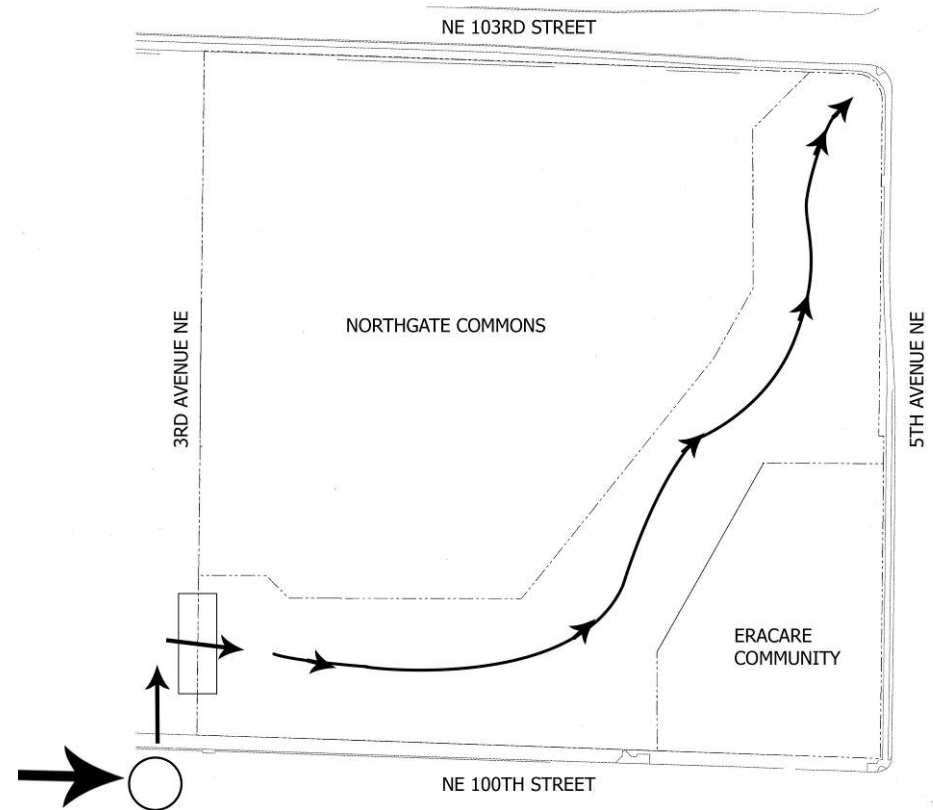 NE 103RD STREET
NORTHGATE COMMONS
3RD AVENUE NE
5TH AVENUE NE
ERACARE
COMMUNITY
NE 100TH STREET